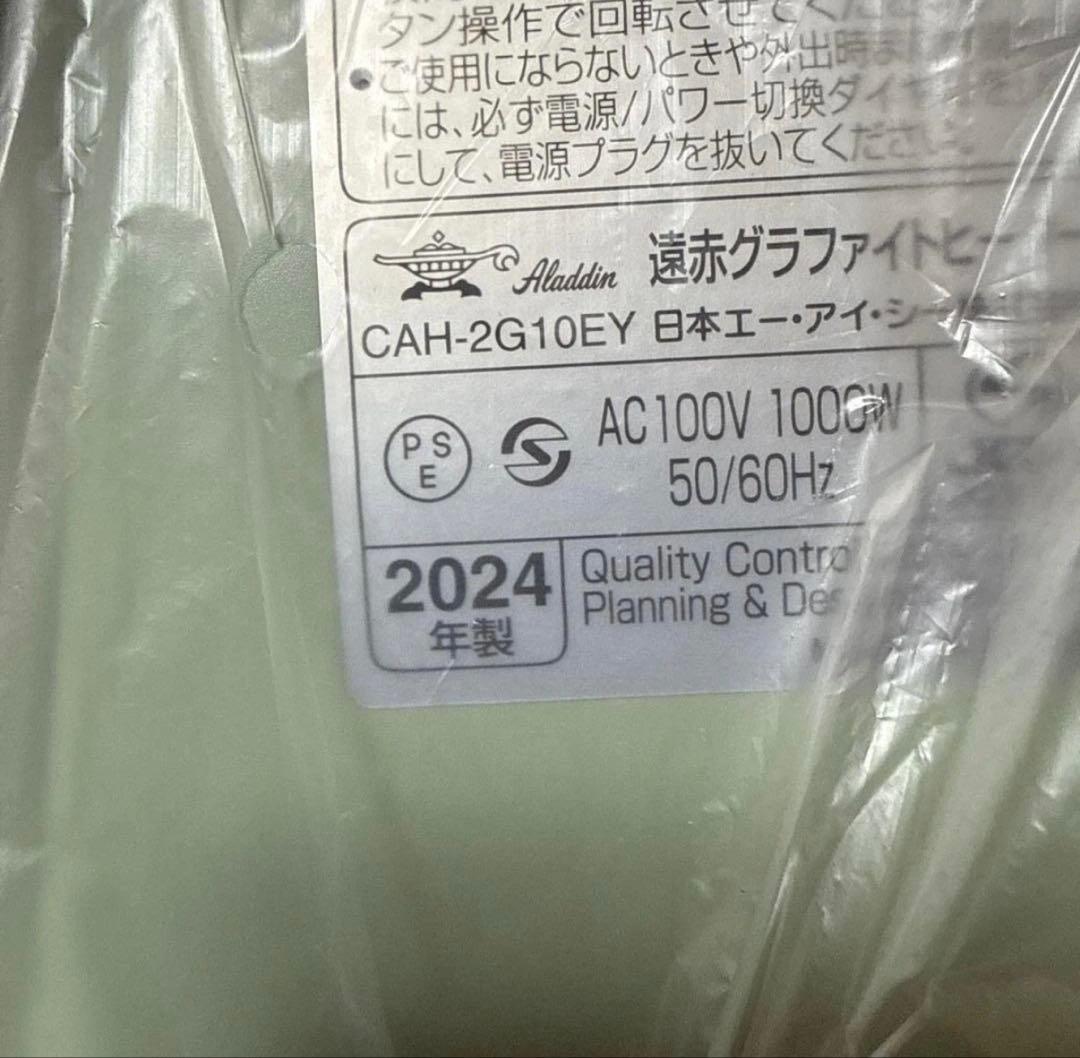 タン操作で回転させてくださ
●ご使用にならないときや外出時ま
には、必ず電源/パワー切換ダイヤ
にして、電源プラグを抜いてください
Aladdin 遠赤グラファイトヒー
CAH-2G10EY 日本エー・アイ・シー
PSE
AC100V 1000W
50/60Hz
2024
年製
Quality Contro
Planning & Des